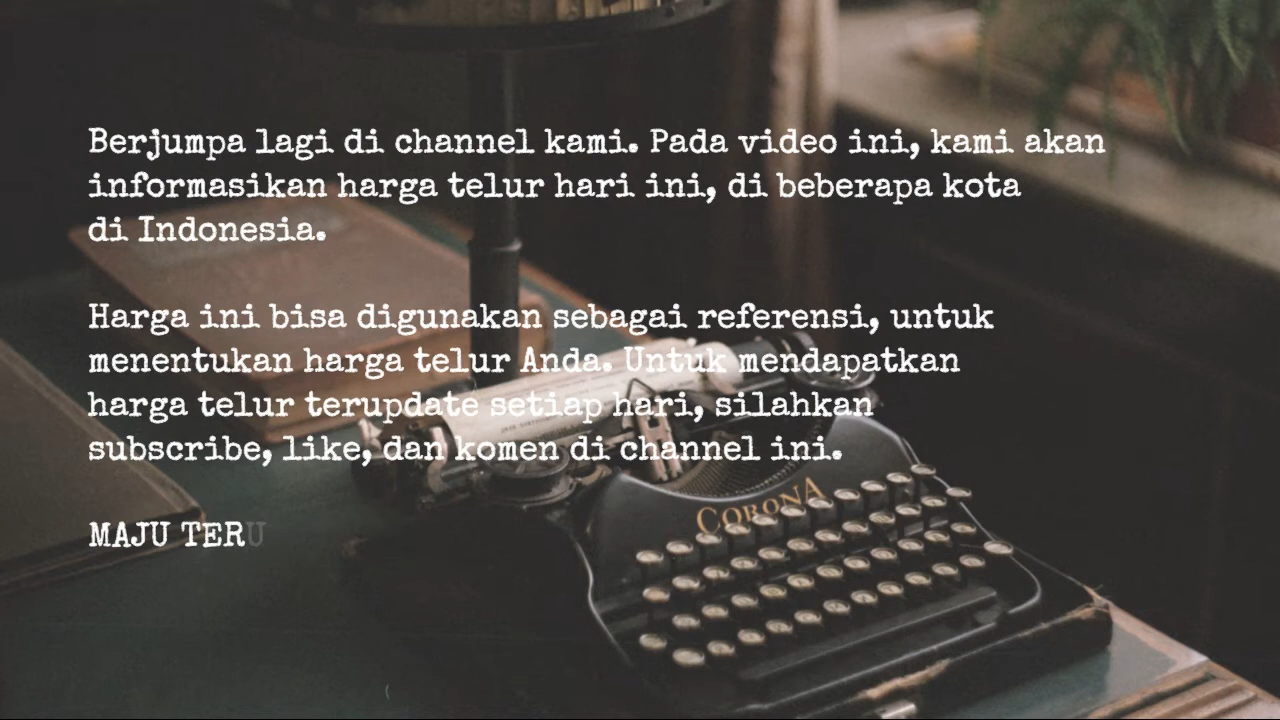 Berjumpa lagi di channel kami. Pada video ini, kami akan
informasikan harga telur hari ini, di beberapa kota
di Indonesia.
Harga ini bisa digunakan sebagai referensi, untuk
menentukan harga telur Anda. Untuk mendapatkan
harga telur terupdate setiap hari, silahkan
subscribe, like, dan komen di channel ini.
MAJU TERU
CORONA